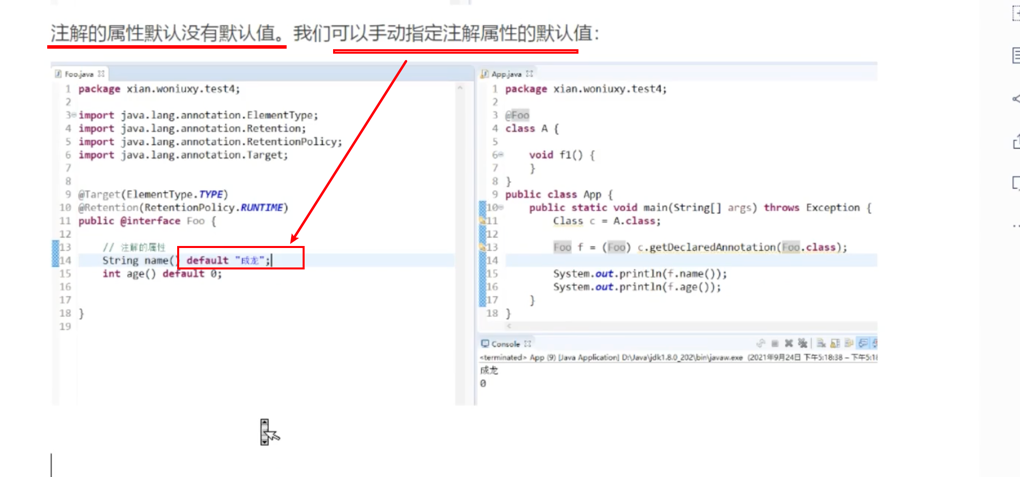 注解的属性默认没有默认值。我们可以手动指定注解属性的默认值：
Foo.java
1 package xian.woniuxy.test4;
2
3 import java.lang.annotation.ElementType;
4 import java.lang.annotation.Retention;
5 import java.lang.annotation.RetentionPolicy;
6 import java.lang.annotation.Target;
7
8
9 @Target(ElementType.TYPE)
10 @Retention(RetentionPolicy.RUNTIME)
11 public @interface Foo {
12
13 // 注解的属性
14 String name() default "成龙";
15 int age() default 0;
16
17
18 }
19
App.java
1 package xian.woniuxy.test4;
2
3 @Foo
4 class A {
5
6 void f1() {
7 }
8 }
9 public class App {
10 public static void main(String[] args) throws Exception {
11 Class c = A.class;
12
13 Foo f = (Foo) c.getDeclaredAnnotation(Foo.class);
14
15 System.out.println(f.name());
16 System.out.println(f.age());
17 }
18 }
Console
<terminated> App (9) [Java Application] D:\Java\jdk1.8.0_202\bin\javaw.exe (2021年9月24日 下午5:18:38 – 下午5:18
成龙
0